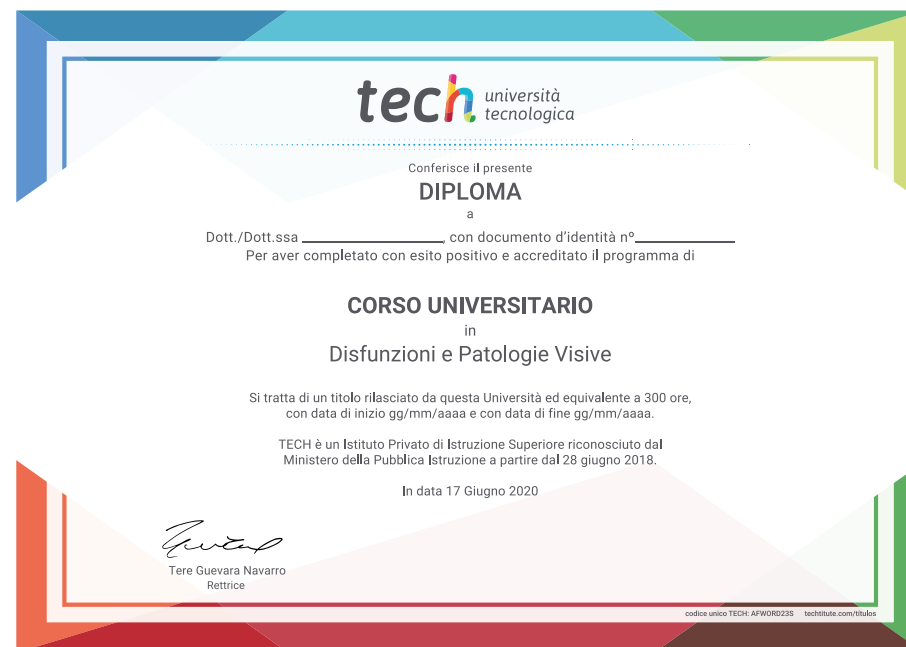 tech università
tecnologica
Conferisce il presente
DIPLOMA
a
Dott./Dott.ssa ____________, con documento d'identità nº__________
Per aver completato con esito positivo e accreditato il programma di
CORSO UNIVERSITARIO
in
Disfunzioni e Patologie Visive
Si tratta di un titolo rilasciato da questa Università ed equivalente a 300 ore,
con data di inizio gg/mm/aaaa e con data di fine gg/mm/aaaa.
TECH è un Istituto Privato di Istruzione Superiore riconosciuto dal
Ministero della Pubblica Istruzione a partire dal 28 giugno 2018.
In data 17 Giugno 2020
Tere Guevara Navarro
Rettrice
codice unico TECH: AFWORD23S techtitute.com/titulos